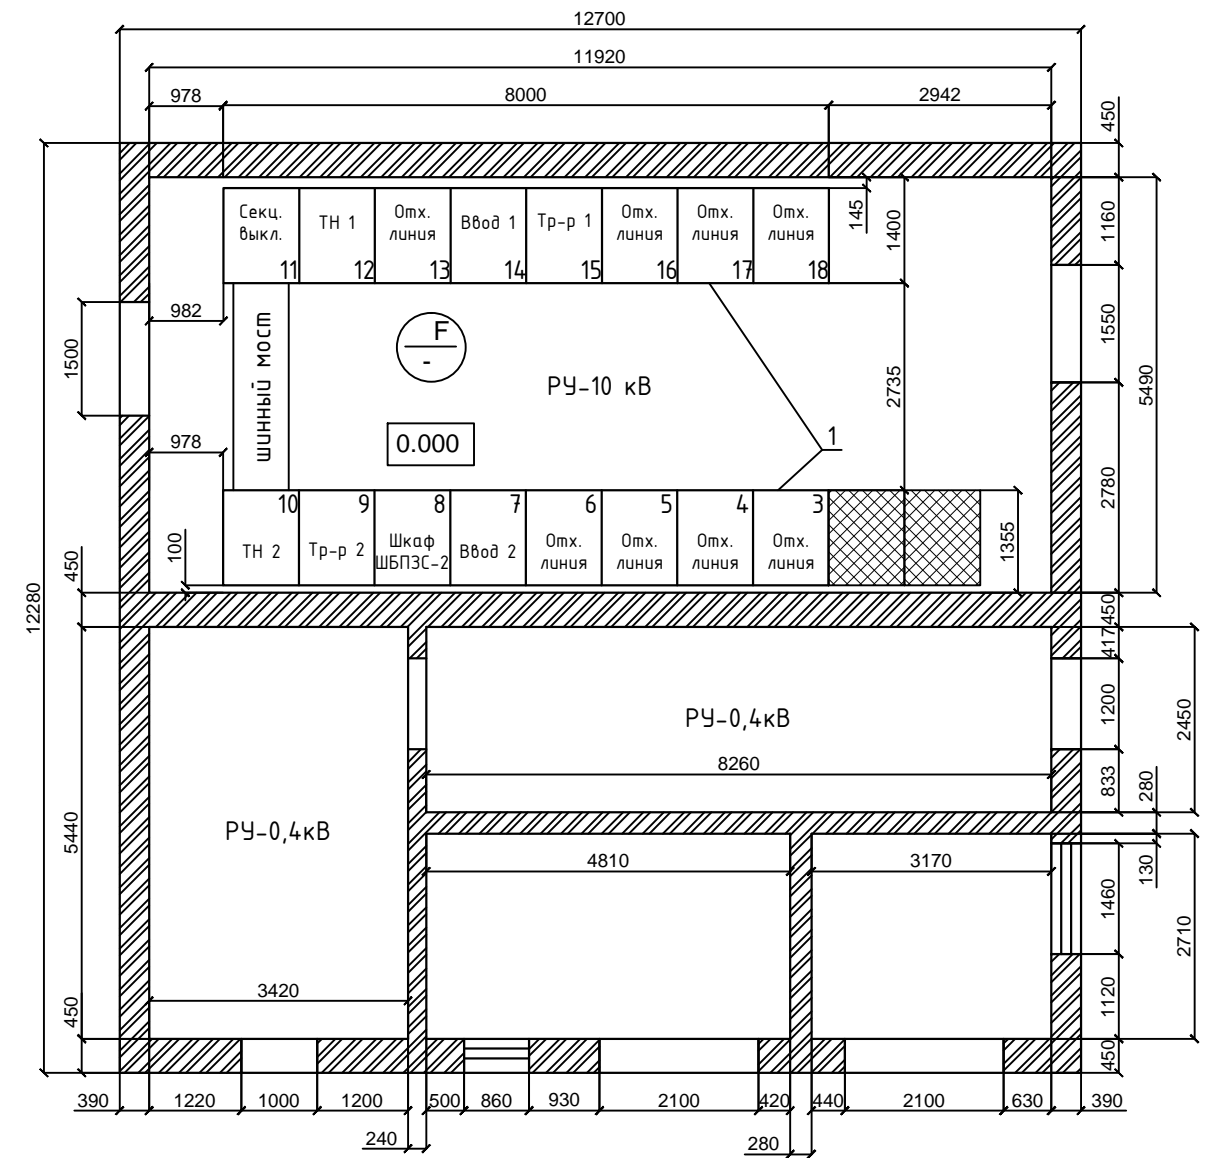 12700
11920
978
8000
2942
450
145
1400
1160
5490
Секц.
выкл.
11
ТН 1
12
Отх.
линия
13
Ввод 1
14
Тр-р 1
15
Отх.
линия
16
Отх.
линия
17
Отх.
линия
18
982
1500
шинный мост
F
-
РУ-10 кВ
2735
1550
0.000
1
978
2780
10
ТН 2
9
Тр-р 2
8
Шкаф
ШБПЗС-2
7
Ввод 2
6
Отх.
линия
5
Отх.
линия
4
Отх.
линия
3
Отх.
линия
1355
100
450
12280
450
417
РУ-0,4кВ
1200
2450
8260
833
280
РУ-0,4кВ
5440
4810
3170
130
1460
2710
3420
1120
450
450
390
1220
1000
1200
500
860
930
2100
420
440
2100
630
390
240
280